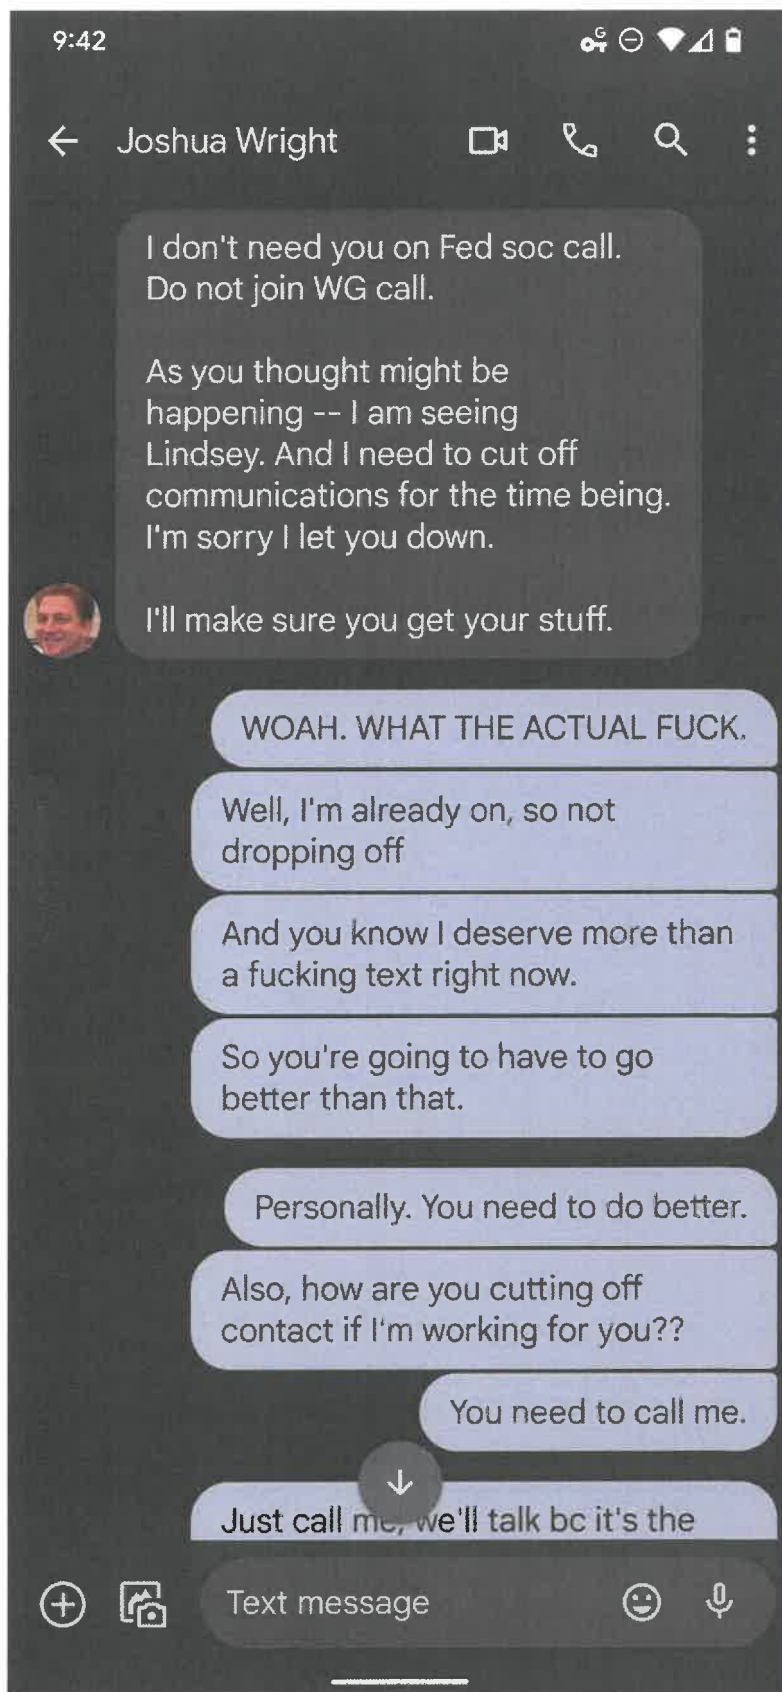 9:42
Joshua Wright
I don't need you on Fed soc call.
Do not join WG call.
As you thought might be
happening -- I am seeing
Lindsey. And I need to cut off
communications for the time being.
I'm sorry I let you down.
I'll make sure you get your stuff.
WOAH. WHAT THE ACTUAL FUCK.
Well, I'm already on, so not
dropping off
And you know I deserve more than
a fucking text right now.
So you're going to have to go
better than that.
Personally. You need to do better.
Also, how are you cutting off
contact if I'm working for you??
You need to call me.
Just call me, we'll talk bc it's the
Text message